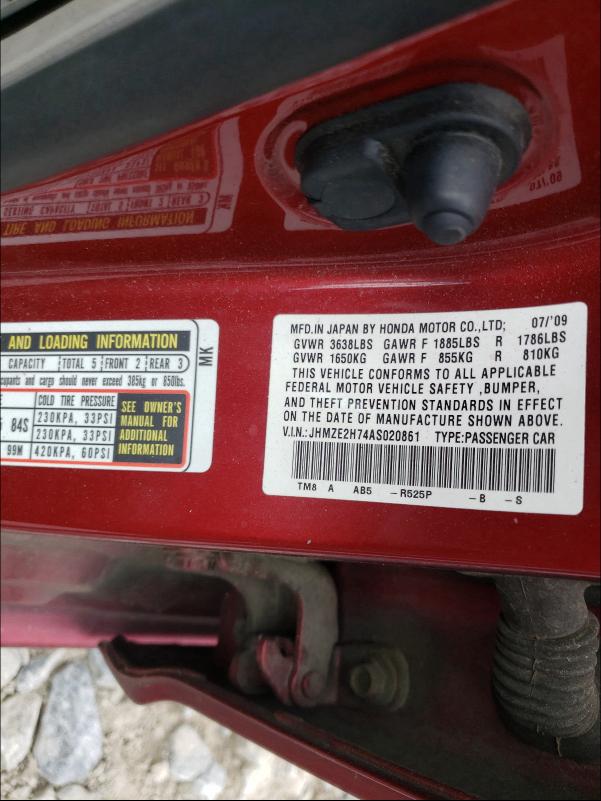 AND LOADING INFORMATION
CAPACITY TOTAL 5 FRONT 2 REAR 3
cupants and cargo should never exceed 385kg or 850lbs.
COLD TIRE PRESSURE
84S 230KPA, 33PSI
230KPA, 33PSI
99M 420KPA, 60PSI
SEE OWNER'S
MANUAL FOR
ADDITIONAL
INFORMATION
MK
MFD.IN JAPAN BY HONDA MOTOR CO.,LTD; 07/'09
GVWR 3638LBS GAWR F 1885LBS R 1786LBS
GVWR 1650KG GAWR F 855KG R 810KG
THIS VEHICLE CONFORMS TO ALL APPLICABLE
FEDERAL MOTOR VEHICLE SAFETY ,BUMPER,
AND THEFT PREVENTION STANDARDS IN EFFECT
ON THE DATE OF MANUFACTURE SHOWN ABOVE.
V.I.N.:JHMZE2H74AS020861 TYPE:PASSENGER CAR
TM8 A AB5 -R525P -B -S